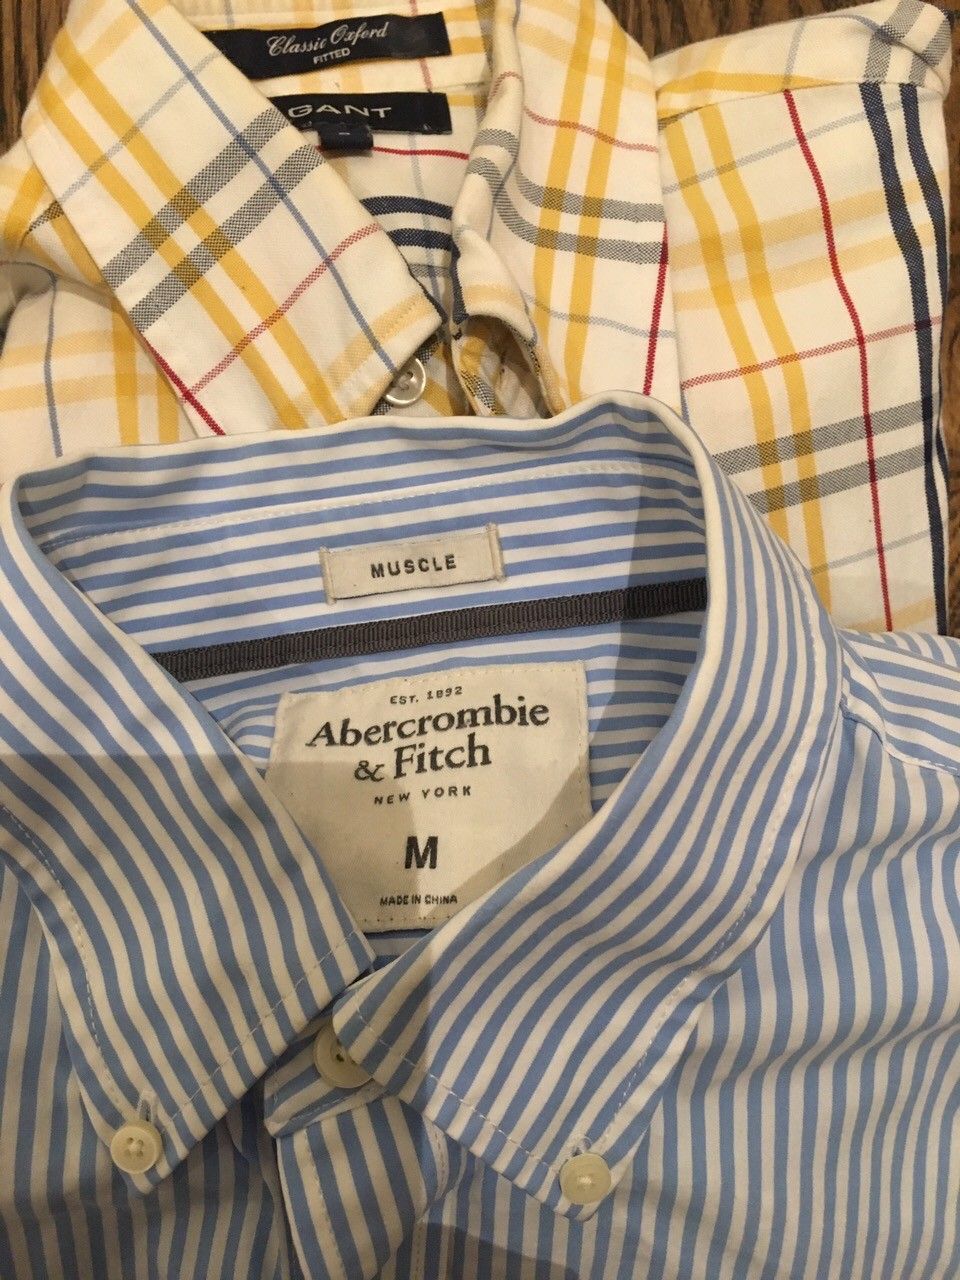 Classic Oxford
FITTED
GANT
MUSCLE
EST. 1892
Abercrombie
& Fitch
NEW YORK
M
MADE IN CHINA